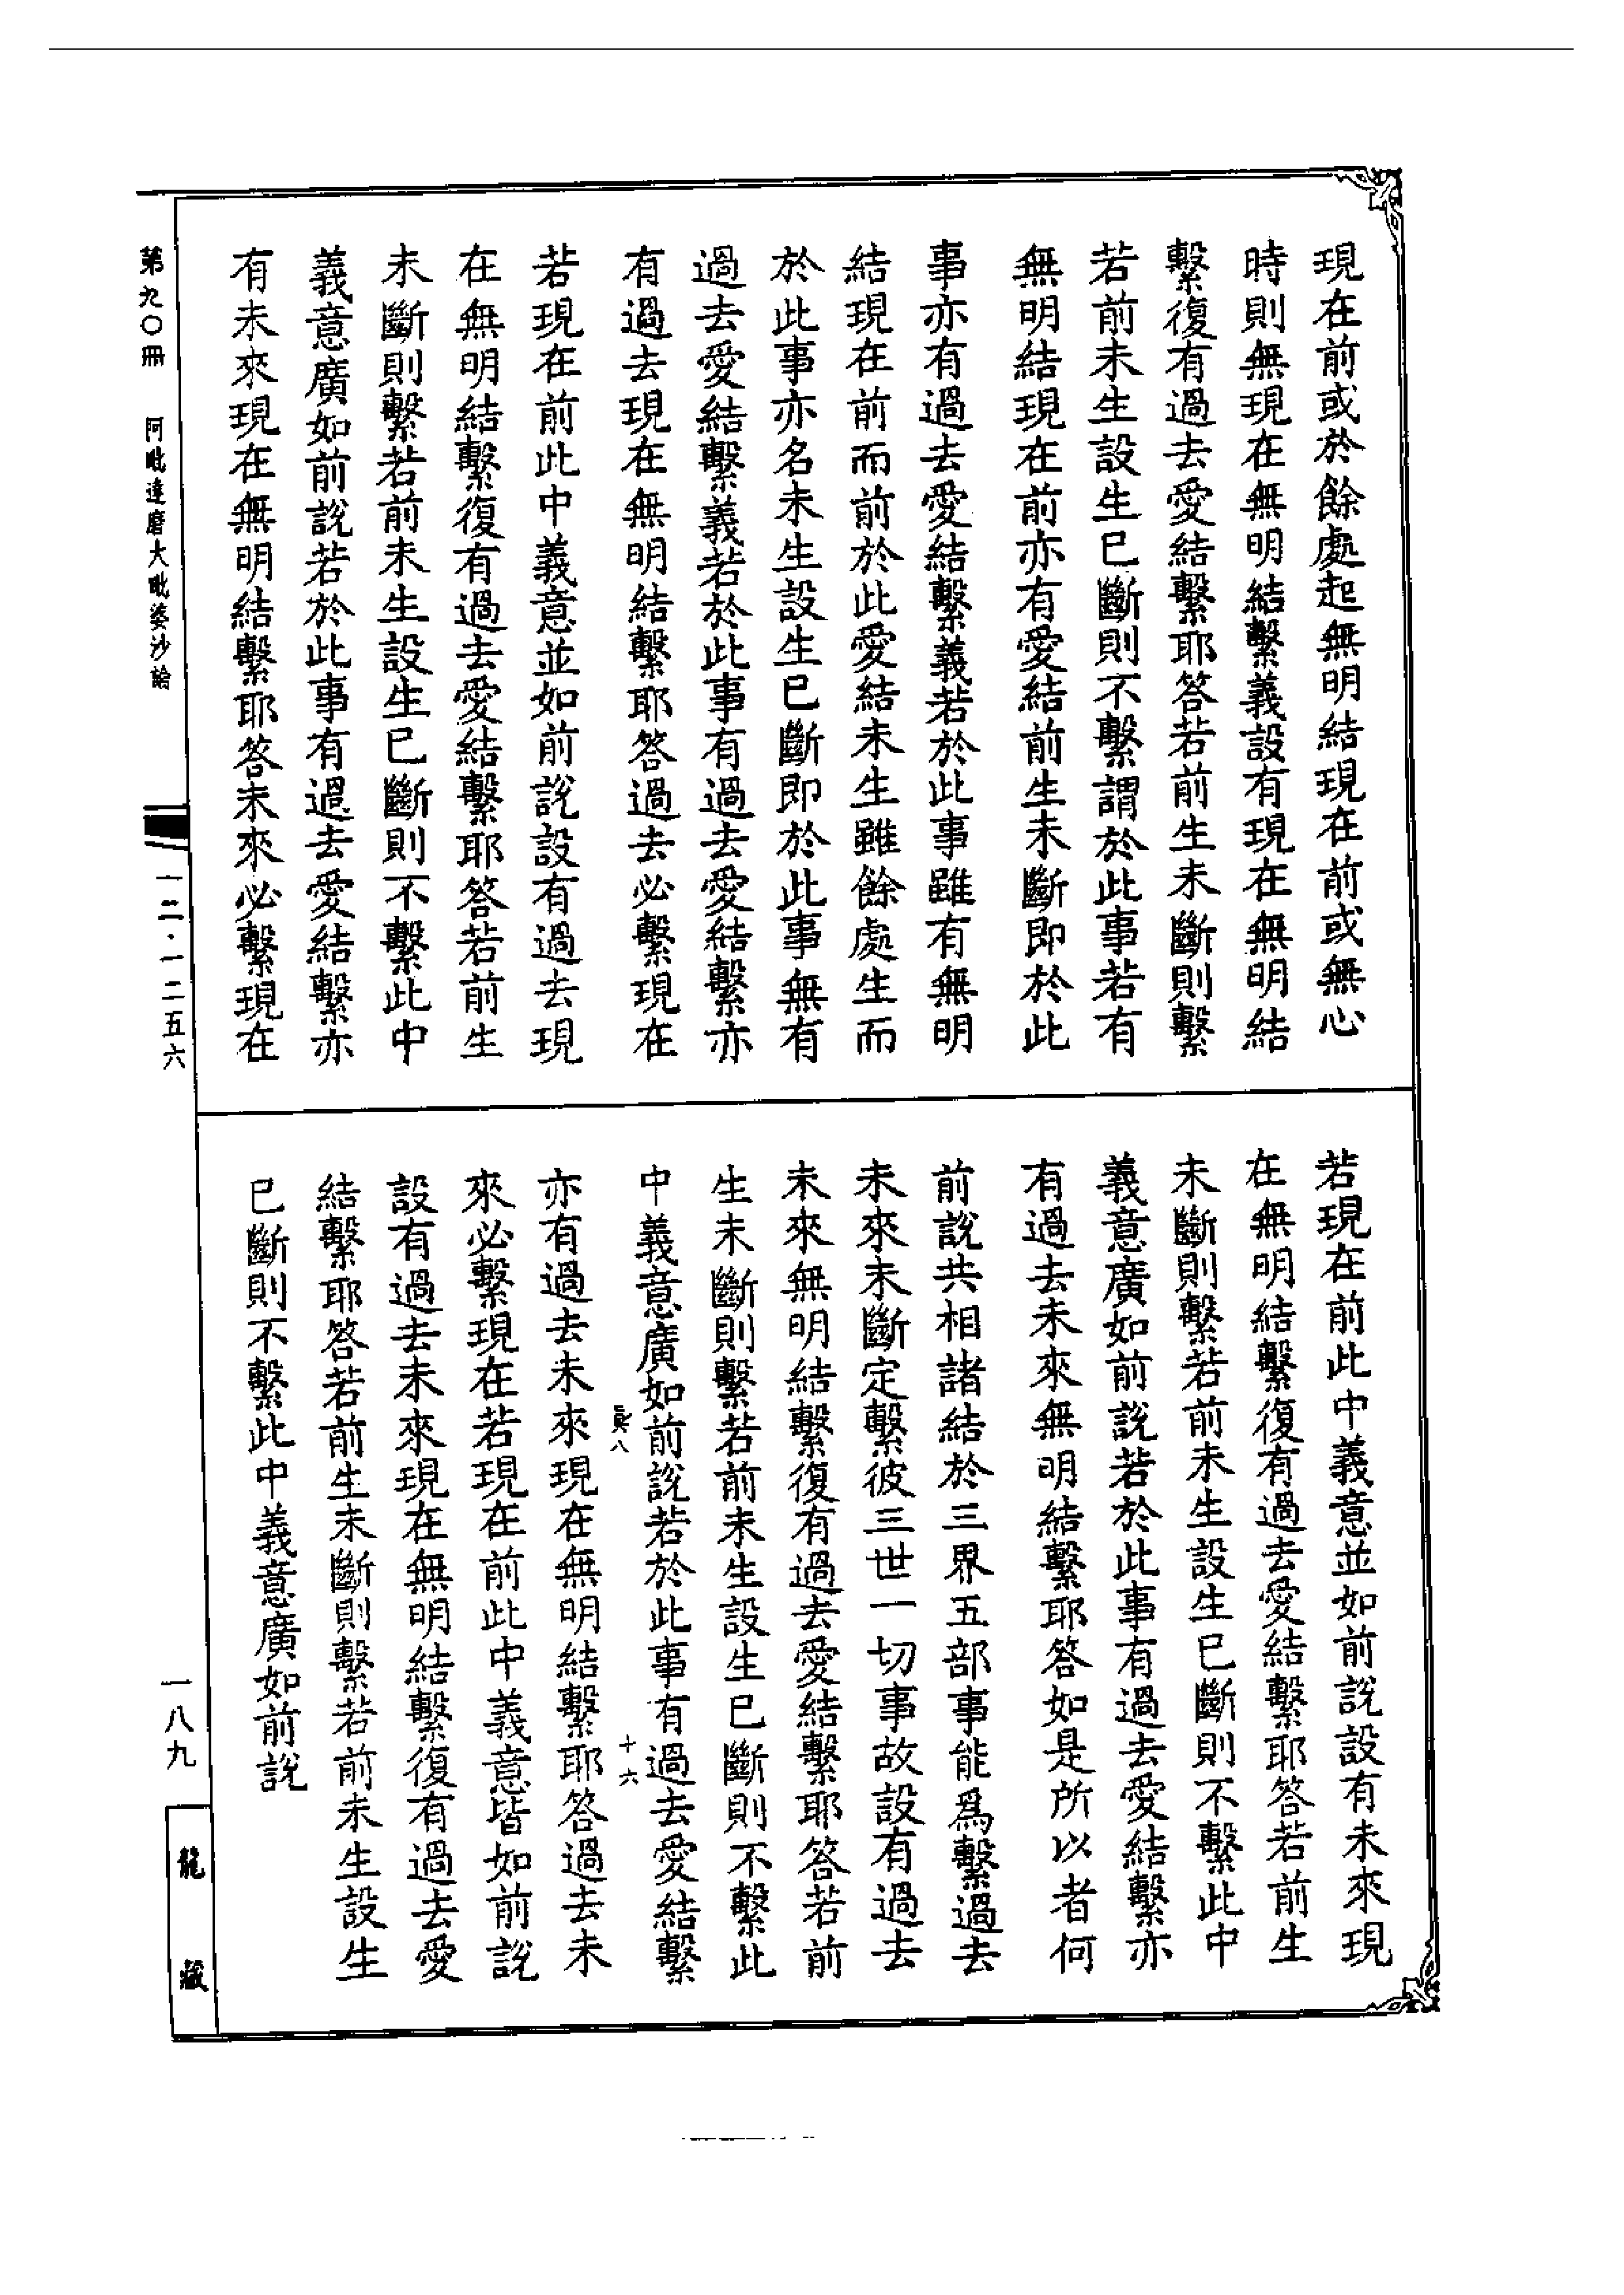 現在前或於餘處起無明結現在前或無心
時則無現在無明結繫義設有現在無明結
繫復有過去愛結繫耶答若前生未斷則繫
若前未生設生已斷則不繫謂於此事若有
無明結現在前亦有愛結前生未斷即於此
事亦有過去愛結繫義若於此事雖有無明
結現在前而前於此愛結未生雖餘處生而
於此事亦名未生設生已斷即於此事無有
過去愛結繫義若於此事有過去愛結繫亦
有過去現在無明結繫耶答過去必繫現在
若現在前此中義意並如前說設有過去現
在無明結繫復有過去愛結繫耶答若前生
未斷則繫若前未生設生已斷則不繫此中
義意廣如前說若於此事有過去愛結繫亦
有未來現在無明結繫耶答未來必繫現在
若現在前此中義意並如前說設有未來現
在無明結繫復有過去愛結繫耶答若前生
未斷則繫若前未生設生已斷則不繫此中
義意廣如前說若於此事有過去愛結繫亦
有過去未來無明結繫耶答如是所以者何
前說共相諸結於三界五部事能爲繫過去
未來未斷定繫彼三世一切事故設有過去
未來無明結繫復有過去愛結繫耶答若前
生未斷則繫若前未生設生已斷則不繫此
中義意廣如前說若於此事有過去愛結繫
八 十六
亦有過去未來現在無明結繫耶答過去未
來必繫現在若現在前此中義意皆如前說
設有過去未來現在無明結繫復有過去愛
結繫耶答若前生未斷則繫若前未生設生
已斷則不繫此中義意廣如前說
第九〇冊 阿毗達磨大毗婆沙論
一二·一二五六
一八九
龍藏